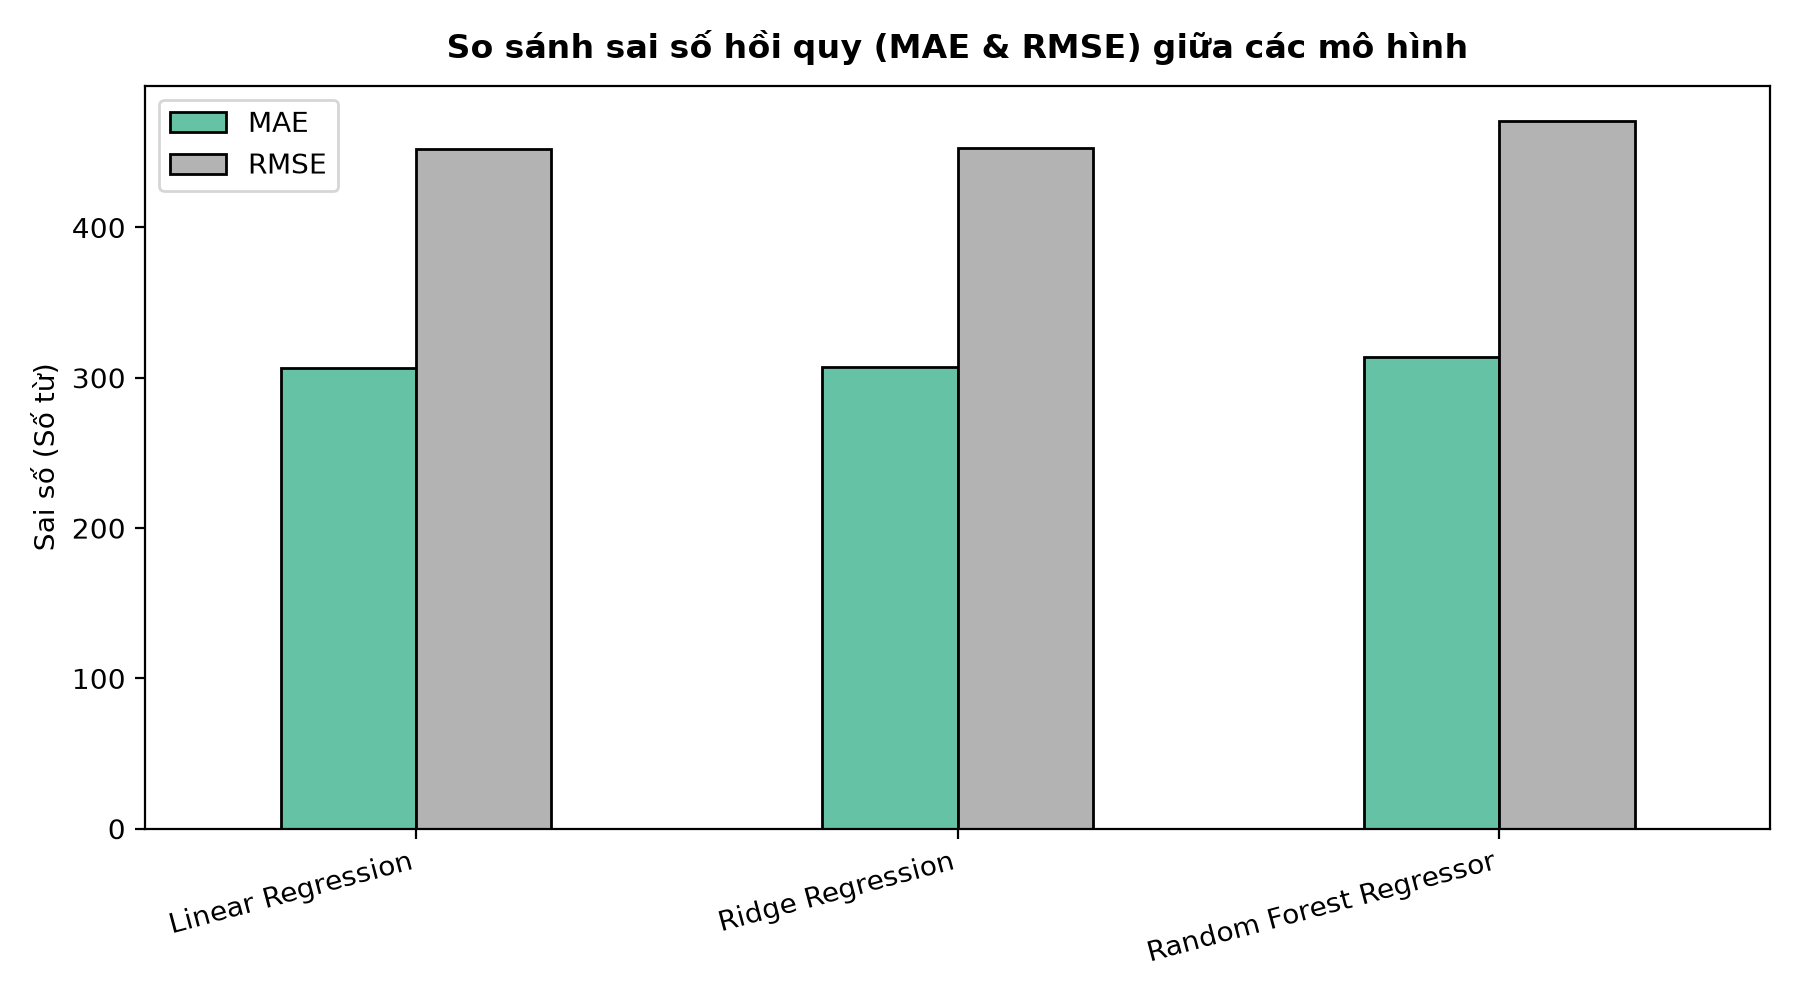 So sánh sai số hồi quy (MAE & RMSE) giữa các mô hình
MAE
RMSE
Sai số (Số từ)
400
300
200
100
0
Linear Regression
Ridge Regression
Random Forest Regressor